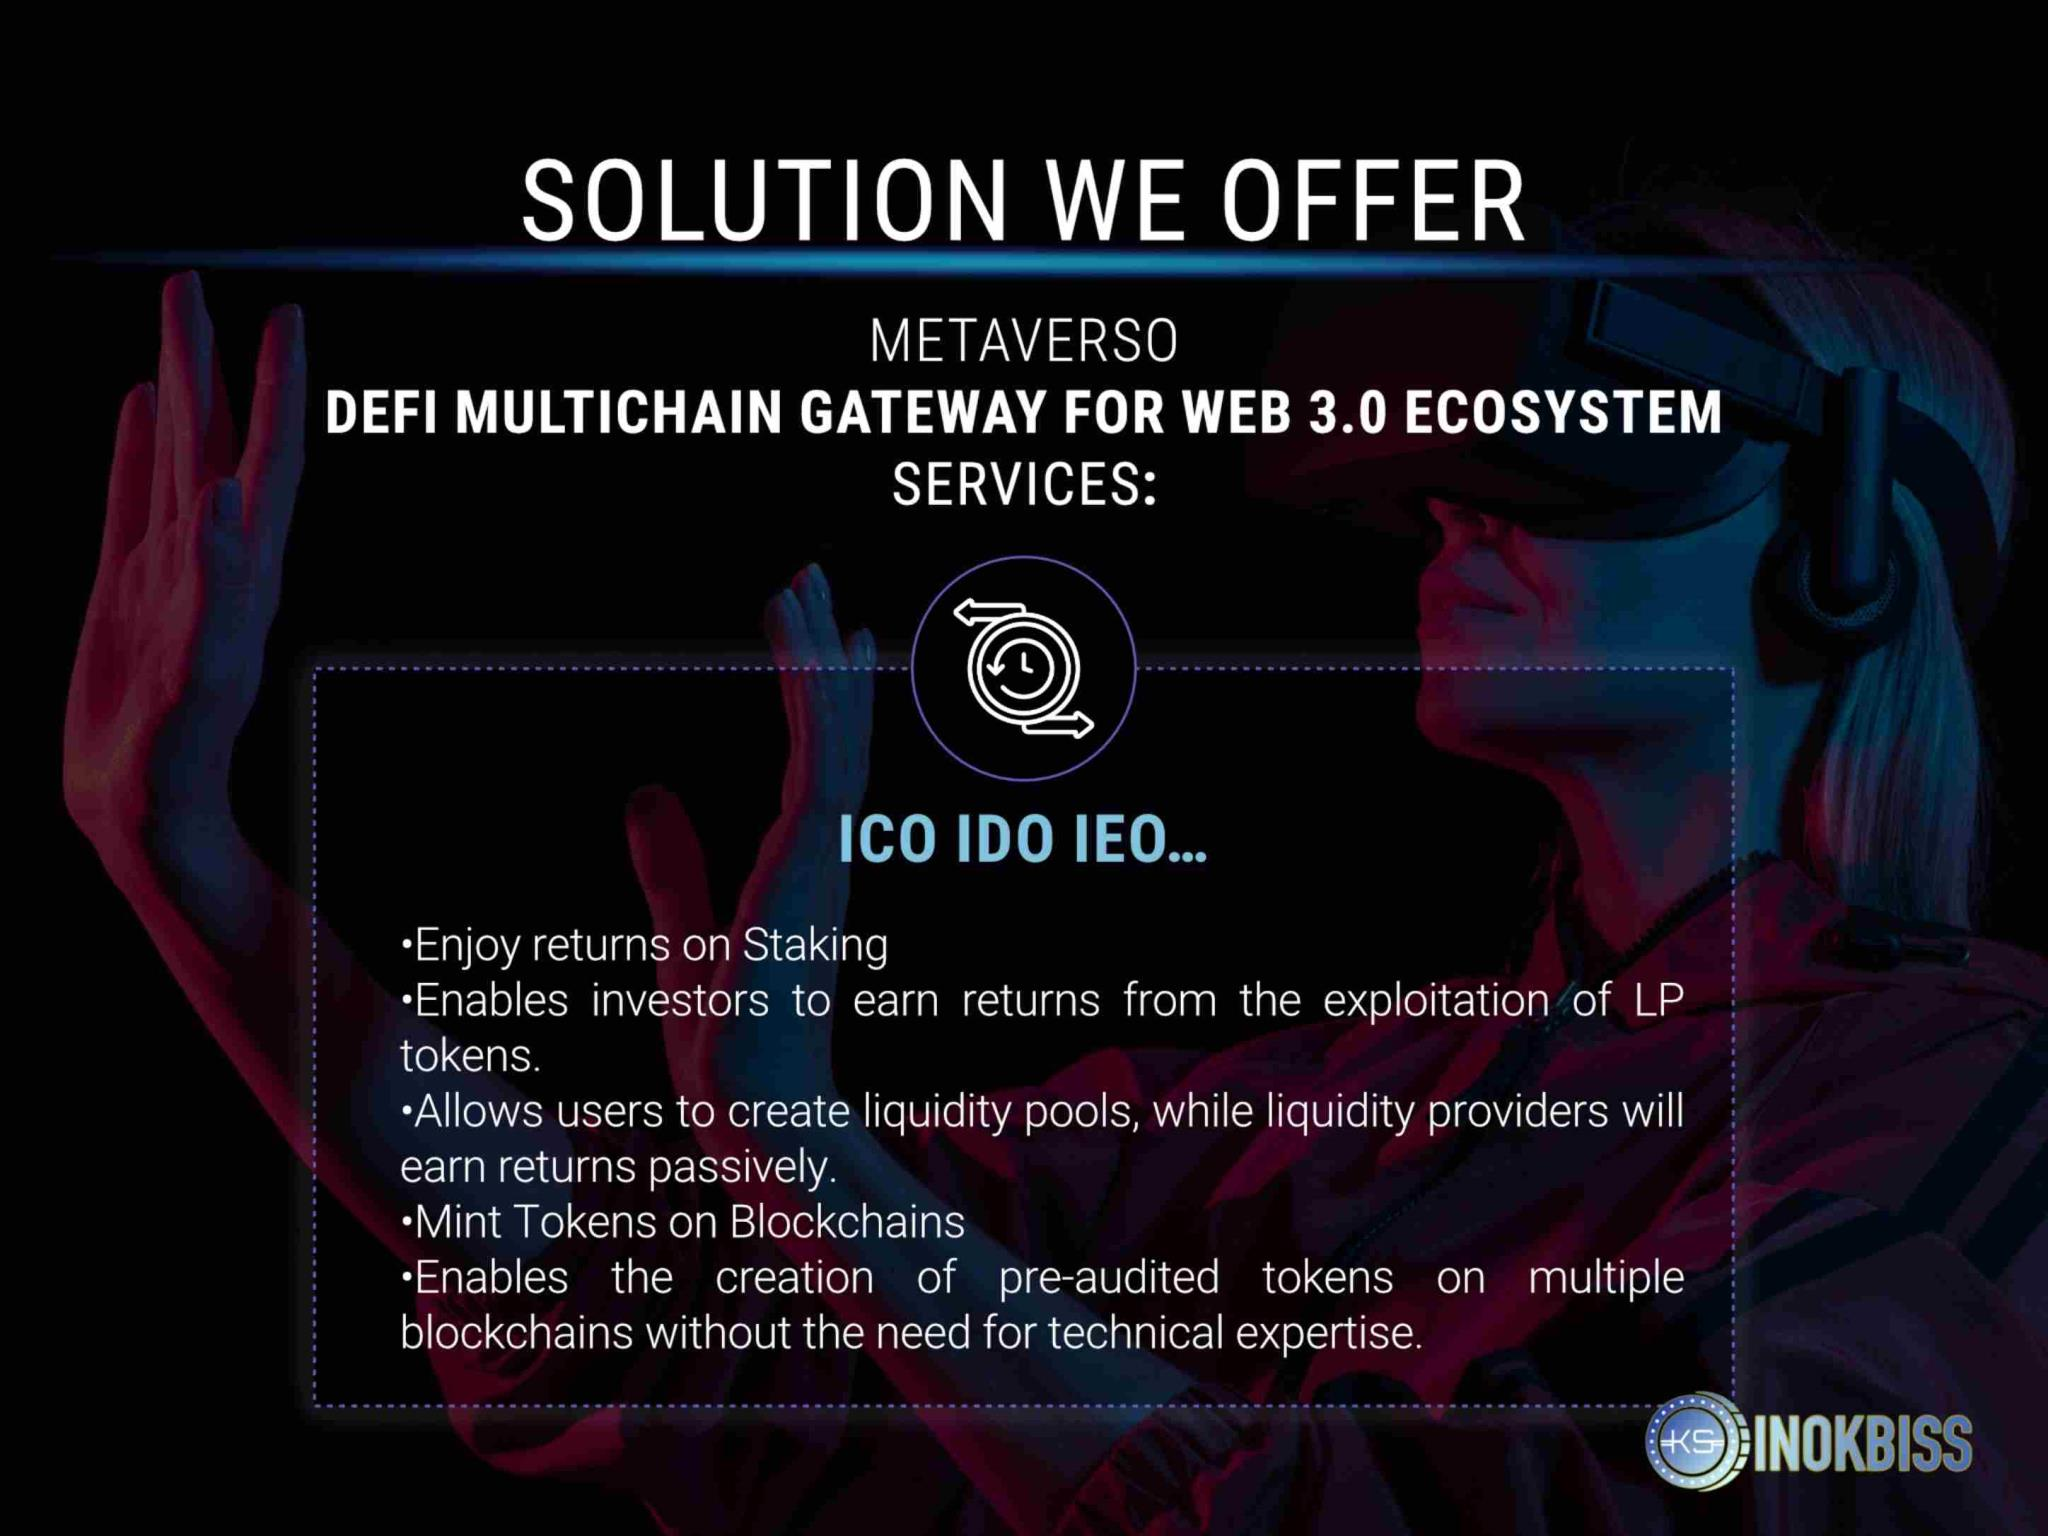 SOLUTION WE OFFER
METAVERSO
DEFI MULTICHAIN GATEWAY FOR WEB 3.0 ECOSYSTEM
SERVICES:
ICO IDO IEO...
•Enjoy returns on Staking
•Enables investors to earn returns from the exploitation of LP
tokens.
•Allows users to create liquidity pools, while liquidity providers will
earn returns passively.
•Mint Tokens on Blockchains
•Enables the creation of pre-audited tokens on multiple
blockchains without the need for technical expertise.
KS INOKBISS